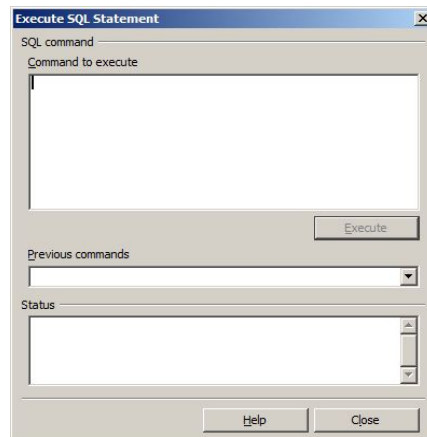 Execute SQL Statement
SQL command
Command to execute
Execute
Previous commands
Status
Help
Close